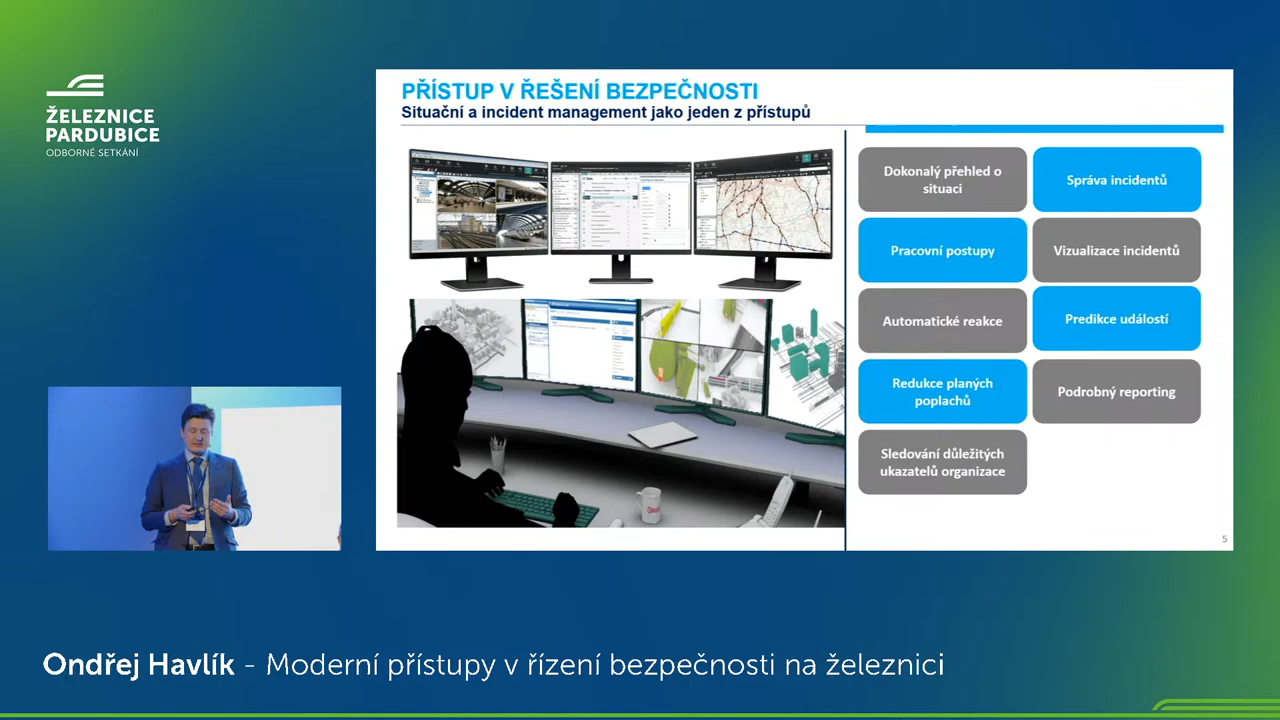 ŽELEZNICE
PARDUBICE
ODBORNÉ SETKÁNÍ
PŘÍSTUP V ŘEŠENÍ BEZPEČNOSTI
Situační a incident management jako jeden z přístupů
Dokonalý přehled o
situaci
Správa incidentů
Pracovní postupy
Vizualizace incidentů
Automatické reakce
Predikce událostí
Redukce planých
poplachů
Podrobný reporting
Sledování důležitých
ukazatelů organizace
5
Ondřej Havlík - Moderní přístupy v řízení bezpečnosti na železnici